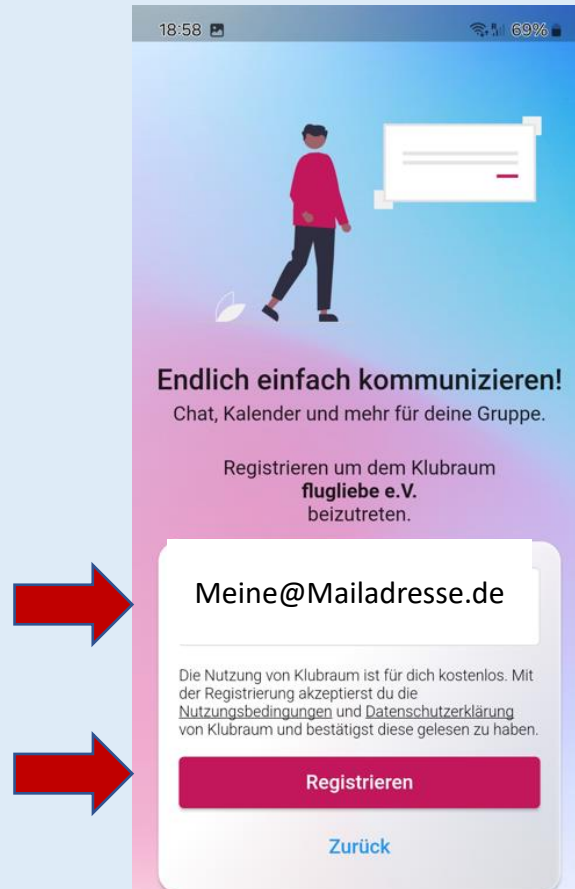 18:58 69%
Endlich einfach kommunizieren!
Chat, Kalender und mehr für deine Gruppe.
Registrieren um dem Klubraum
flugliebe e.V.
beizutreten.
Meine@Mailadresse.de
Die Nutzung von Klubraum ist für dich kostenlos. Mit
der Registrierung akzeptierst du die
Nutzungsbedingungen und Datenschutzerklärung
von Klubraum und bestätigst diese gelesen zu haben.
Registrieren
Zurück